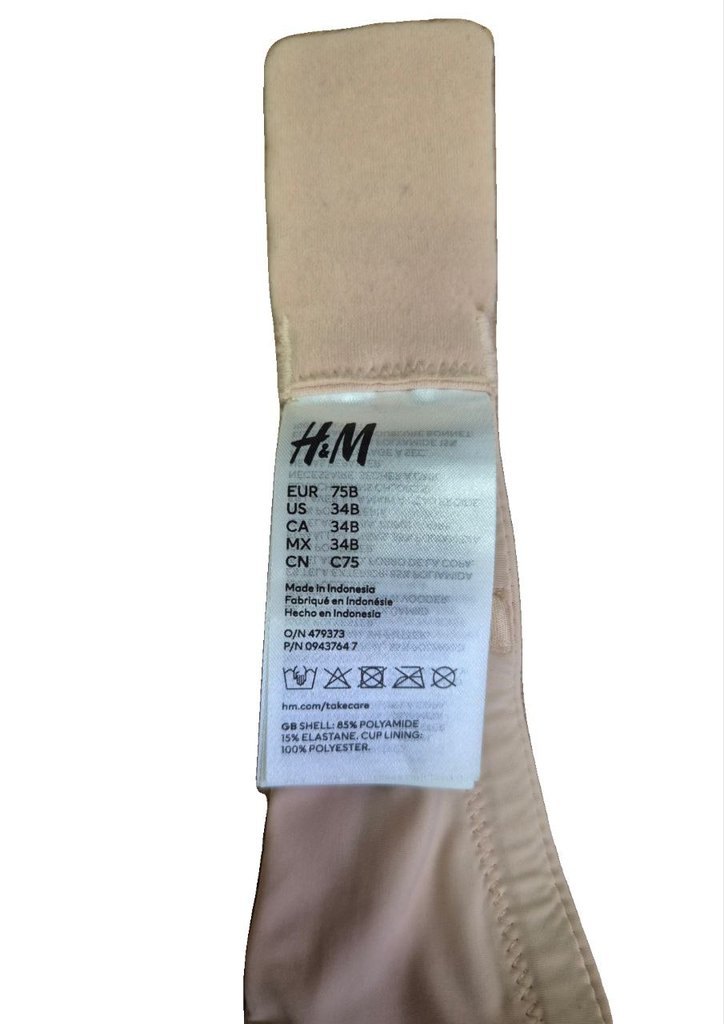 H&M
EUR 75B
US 34B
CA 34B
MX 34B
CN C75
Made in Indonesia
Fabriqué en Indonésie
Hecho en Indonesia
O/N 479373
P/N 0943764 7
hm.com/takecare
GB SHELL: 85% POLYAMIDE
15% ELASTANE. CUP LINING:
100% POLYESTER.